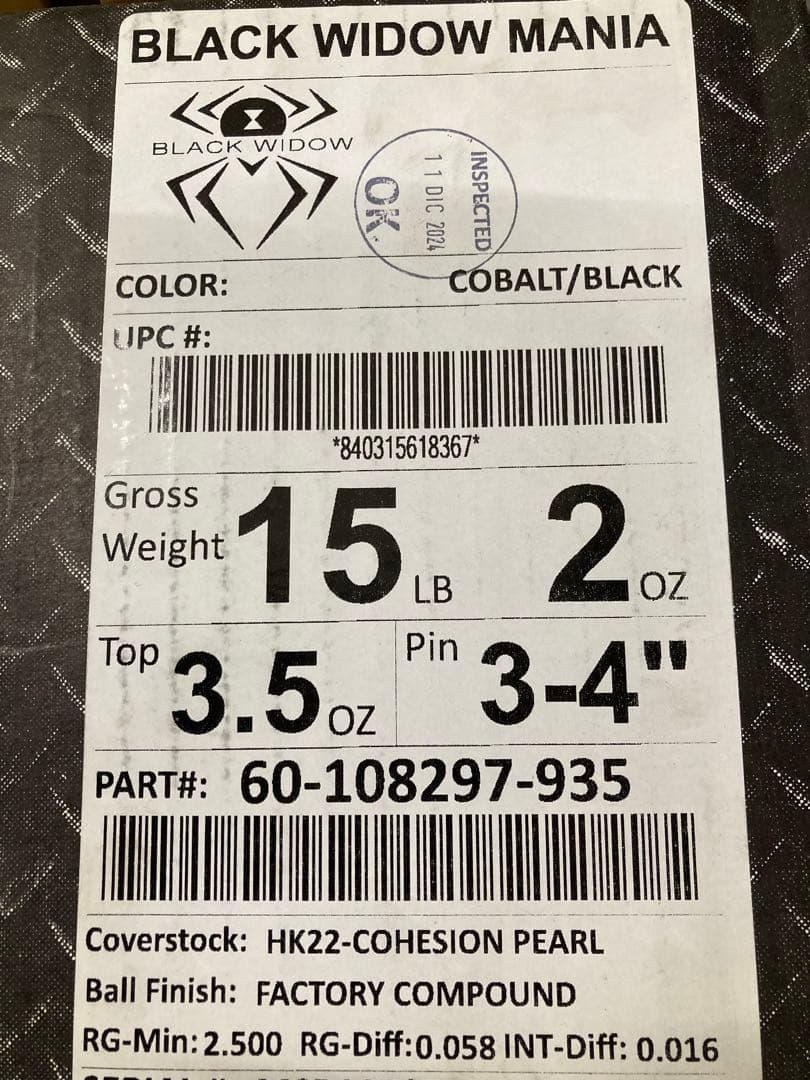 BLACK WIDOW MANIA
BLACK WIDOW
INSPECTED
11 DIC 2024
OK
COLOR: COBALT/BLACK
UPC #:
*840315618367*
Gross Weight 15 LB 2 OZ
Top 3.5 OZ Pin 3-4"
PART#: 60-108297-935
Coverstock: HK22-COHESION PEARL
Ball Finish: FACTORY COMPOUND
RG-Min: 2.500 RG-Diff: 0.058 INT-Diff: 0.016